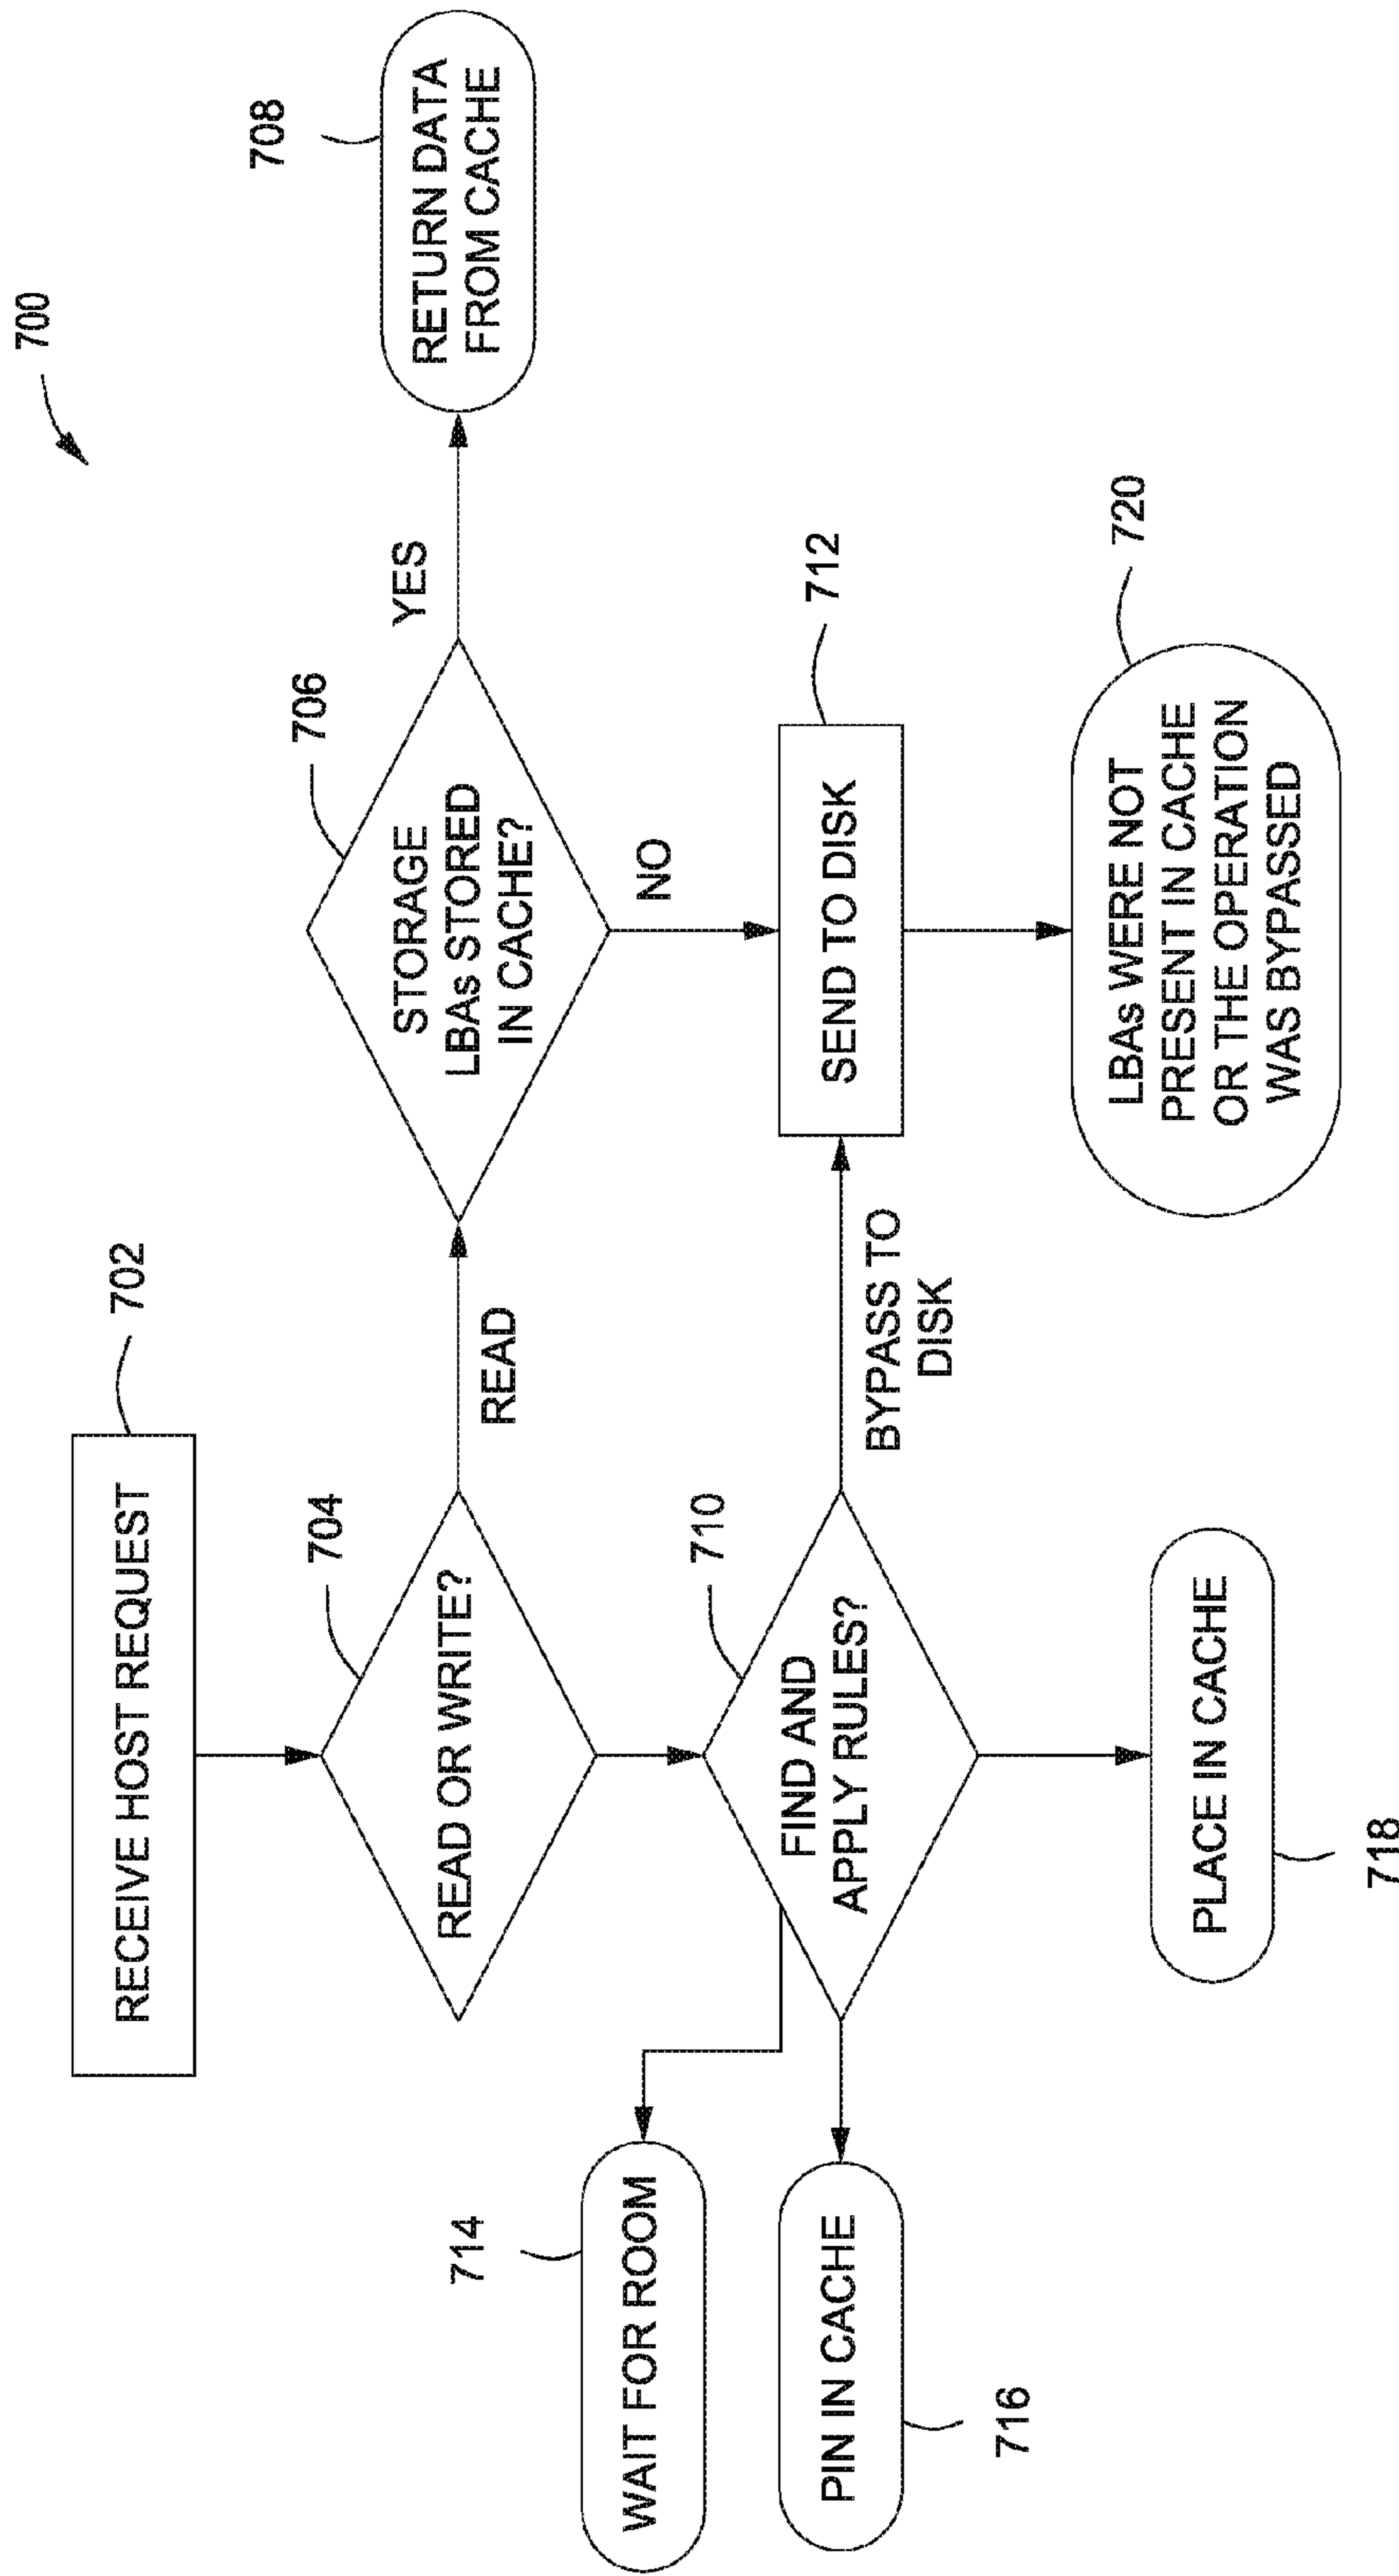 700
RECEIVE HOST REQUEST
702
READ OR WRITE?
704
READ
STORAGE
LBAs STORED
IN CACHE?
706
YES
RETURN DATA
FROM CACHE
708
NO
FIND AND
APPLY RULES?
710
BYPASS TO
DISK
SEND TO DISK
712
WAIT FOR ROOM
714
PIN IN CACHE
716
PLACE IN CACHE
718
LBAs WERE NOT
PRESENT IN CACHE
OR THE OPERATION
WAS BYPASSED
720